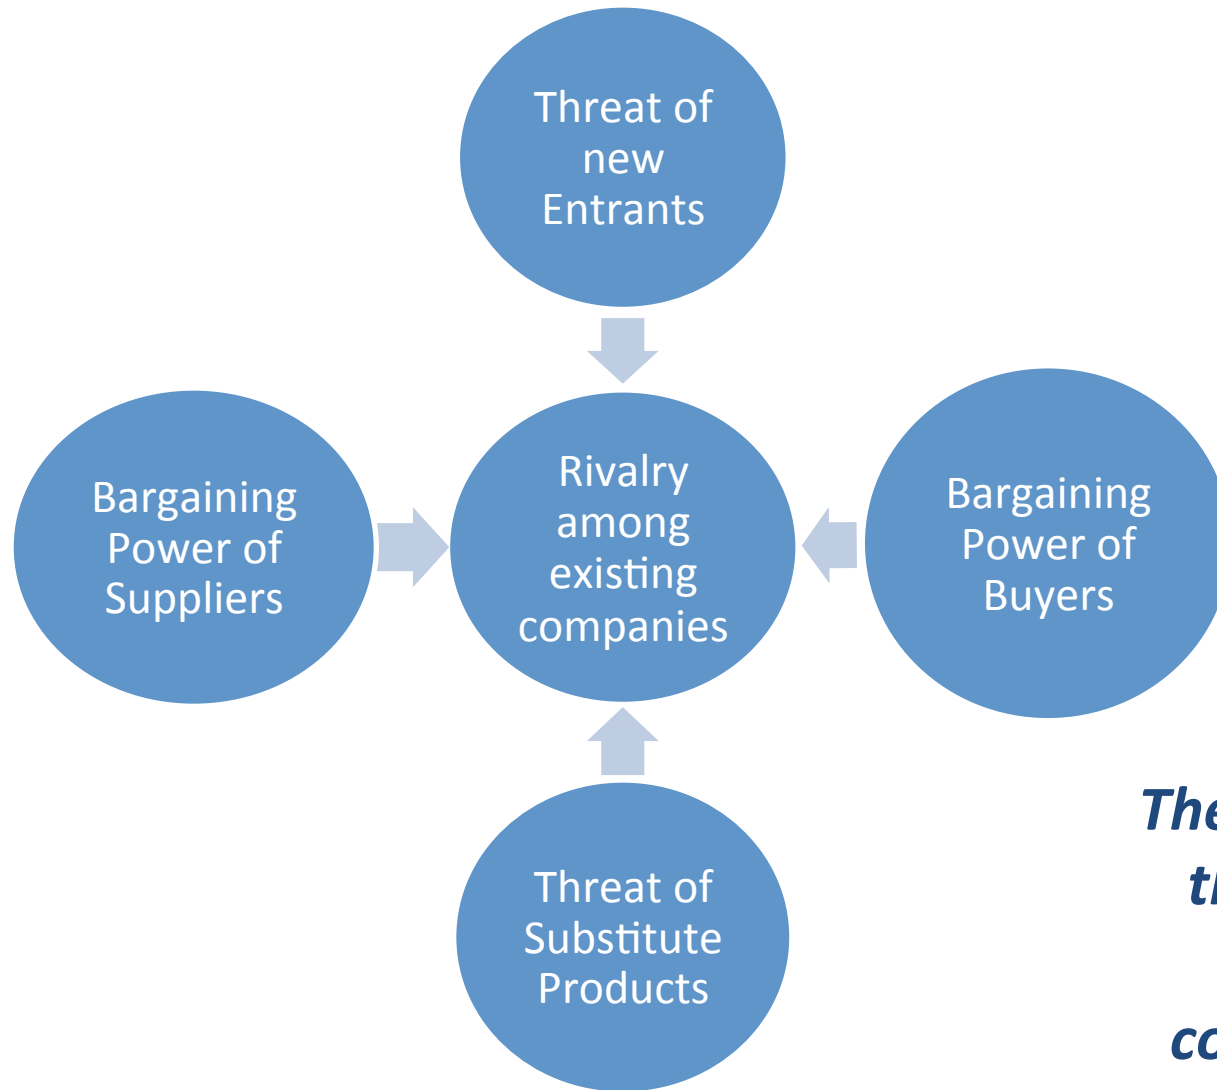 Threat of
new
Entrants
Bargaining
Power of
Suppliers
Rivalry
among
existing
companies
Bargaining
Power of
Buyers
Threat of
Substitute
Products
The